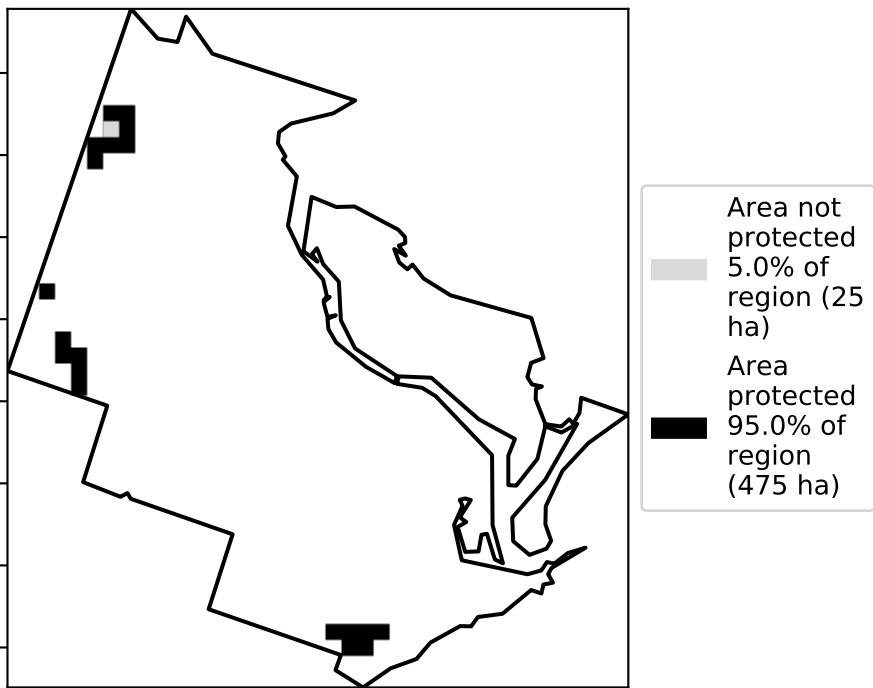 Area not
protected
5.0% of
region (25
ha)
Area
protected
95.0% of
region
(475 ha)